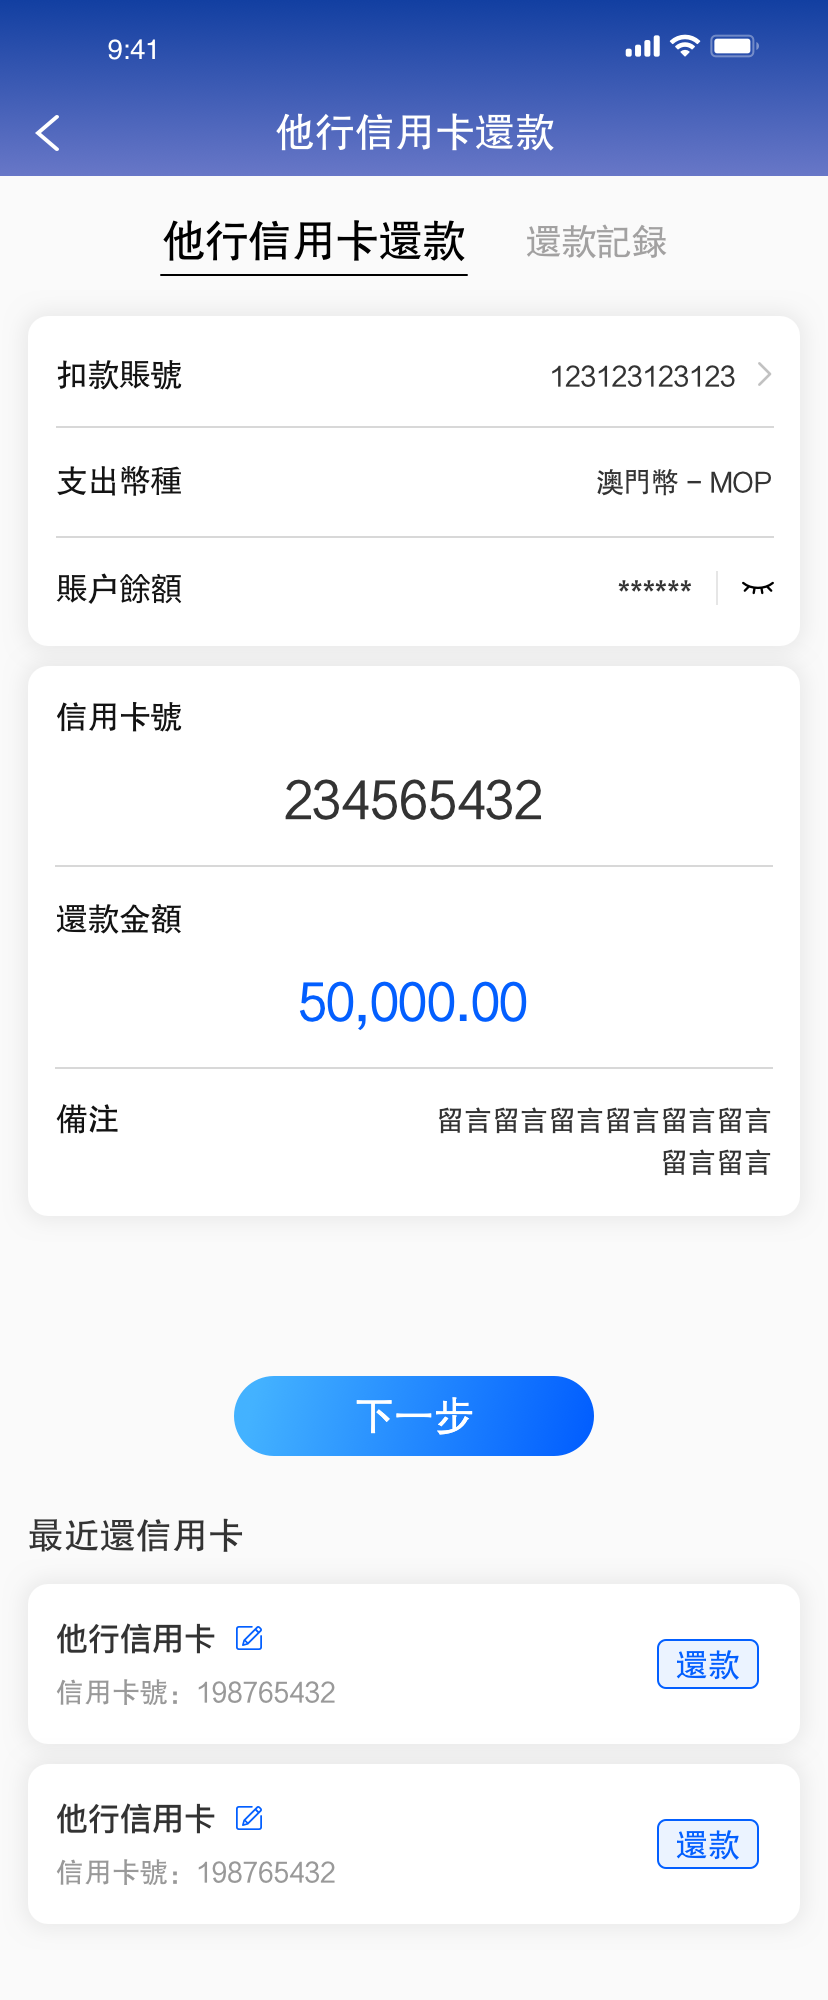 9:41
他行信用卡還款
他行信用卡還款 還款記録
扣款賬號 123123123123
支出幣種 澳門幣 – MOP
賬户餘額 ******
信用卡號
234565432
還款金額
50,000.00
備注 留言留言留言留言留言留言
留言留言
下一步
最近還信用卡
他行信用卡
信用卡號：198765432
還款
他行信用卡
信用卡號：198765432
還款